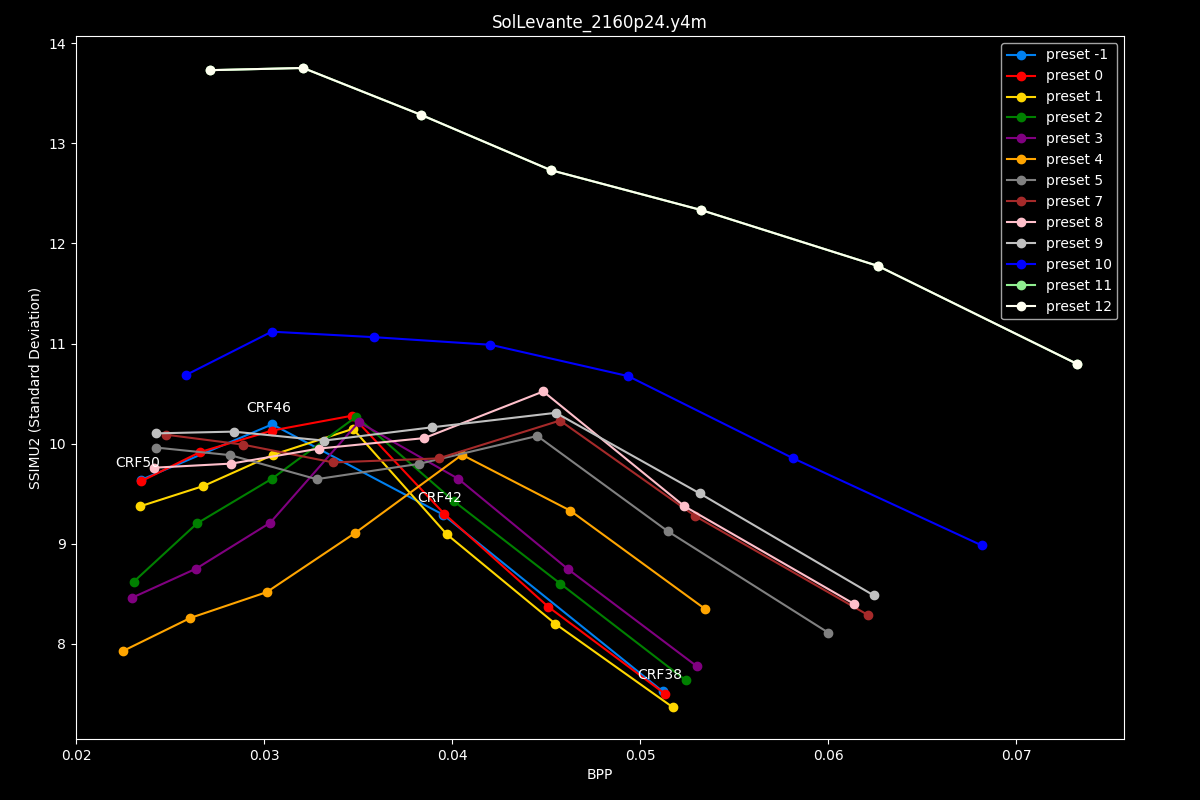 SolLevante_2160p24.y4m
SSIMU2 (Standard Deviation)
14
13
12
11
10
9
8
preset -1
preset 0
preset 1
preset 2
preset 3
preset 4
preset 5
preset 7
preset 8
preset 9
preset 10
preset 11
preset 12
CRF46
CRF50
CRF42
CRF38
0.02
0.03
0.04
0.05
0.06
0.07
BPP